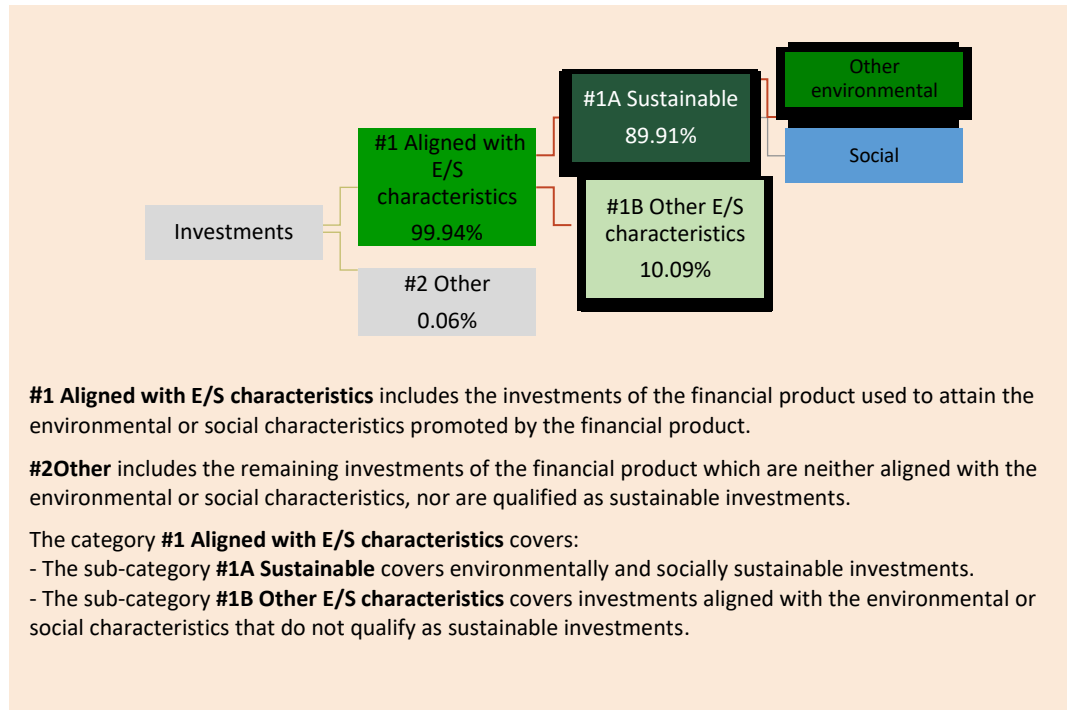 Investments
#1 Aligned with
E/S
characteristics
99.94%
#2 Other
0.06%
#1A Sustainable
89.91%
#1B Other E/S
characteristics
10.09%
Other
environmental
Social
#1 Aligned with E/S characteristics includes the investments of the financial product used to attain the
environmental or social characteristics promoted by the financial product.
#2Other includes the remaining investments of the financial product which are neither aligned with the
environmental or social characteristics, nor are qualified as sustainable investments.
The category #1 Aligned with E/S characteristics covers:
- The sub-category #1A Sustainable covers environmentally and socially sustainable investments.
- The sub-category #1B Other E/S characteristics covers investments aligned with the environmental or
social characteristics that do not qualify as sustainable investments.